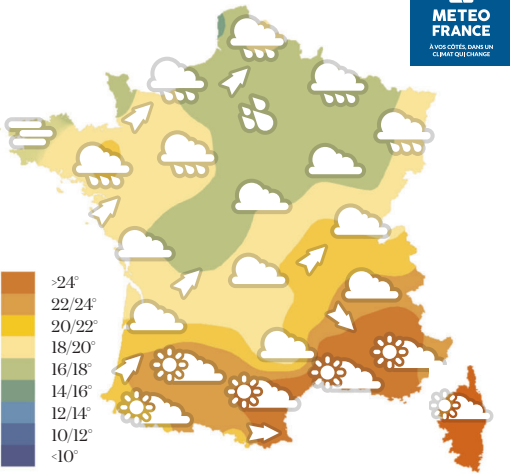 METEO
FRANCE
À VOS CÔTÉS, DANS UN
CLIMAT QUI CHANGE
>24°
22/24°
20/22°
18/20°
16/18°
14/16°
12/14°
10/12°
<10°